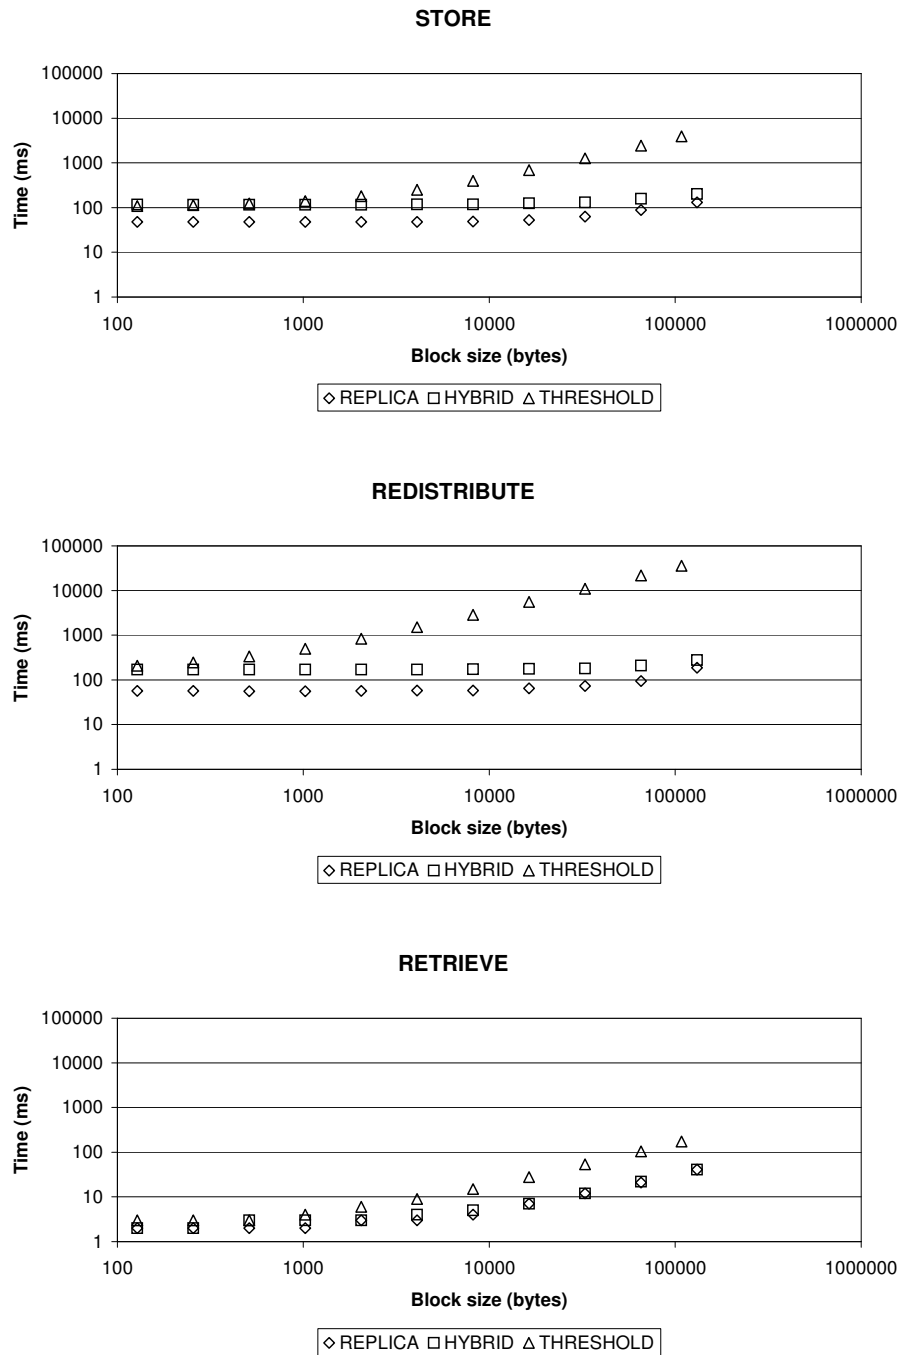 STORE
100000
10000
1000
100
10
1
Time (ms)
100 1000 10000 100000 1000000
Block size (bytes)
REPLICA HYBRID THRESHOLD
REDISTRIBUTE
100000
10000
1000
100
10
1
Time (ms)
100 1000 10000 100000 1000000
Block size (bytes)
REPLICA HYBRID THRESHOLD
RETRIEVE
100000
10000
1000
100
10
1
Time (ms)
100 1000 10000 100000 1000000
Block size (bytes)
REPLICA HYBRID THRESHOLD